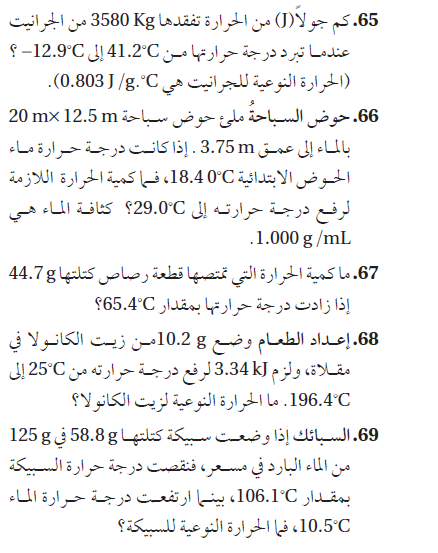 65. كم جولاً (J) من الحرارة تفقدها 3580 Kg من الجرانيت
عندما تبرد درجة حرارتها من 41.2°C إلى 12.9°C− ؟
(الحرارة النوعية للجرانيت هي 0.803 J/g.°C).
66. حوض السباحةُ ملئ حوض سباحة 20 m× 12.5 m
بالماء إلى عمق 3.75 m . إذا كانت درجة حرارة ماء
الحوض الابتدائية 18.4 0°C، فما كمية الحرارة اللازمة
لرفع درجة حرارته إلى 29.0°C؟ كثافة الماء هي
1.000 g/mL.
67. ما كمية الحرارة التي تمتصها قطعة رصاص كتلتها 44.7 g
إذا زادت درجة حرارتها بمقدار 65.4°C؟
68. إعداد الطعام وضع 10.2 g من زيت الكانولا في
مقلاة، ولزم 3.34 kJ لرفع درجة حرارته من 25°C إلى
196.4°C. ما الحرارة النوعية لزيت الكانولا؟
69. السبائك إذا وضعت سبيكة كتلتها 58.8 g في 125 g
من الماء البارد في مسعر، فنقصت درجة حرارة السبيكة
بمقدار 106.1°C، بينما ارتفعت درجة حرارة الماء
10.5°C، فما الحرارة النوعية للسبيكة؟